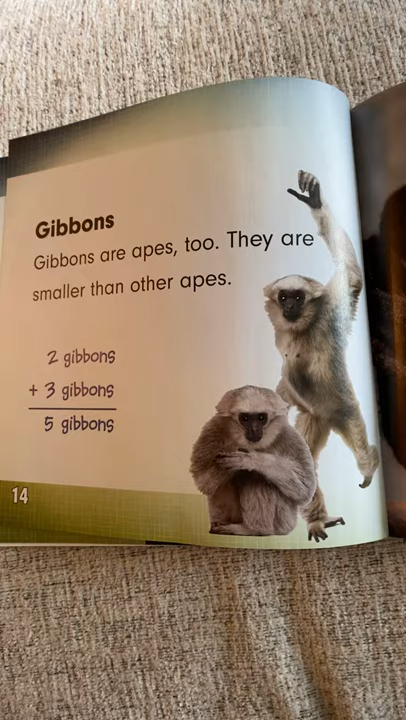 Gibbons
Gibbons are apes, too. They are
smaller than other apes.
2 gibbons
+ 3 gibbons
5 gibbons
14